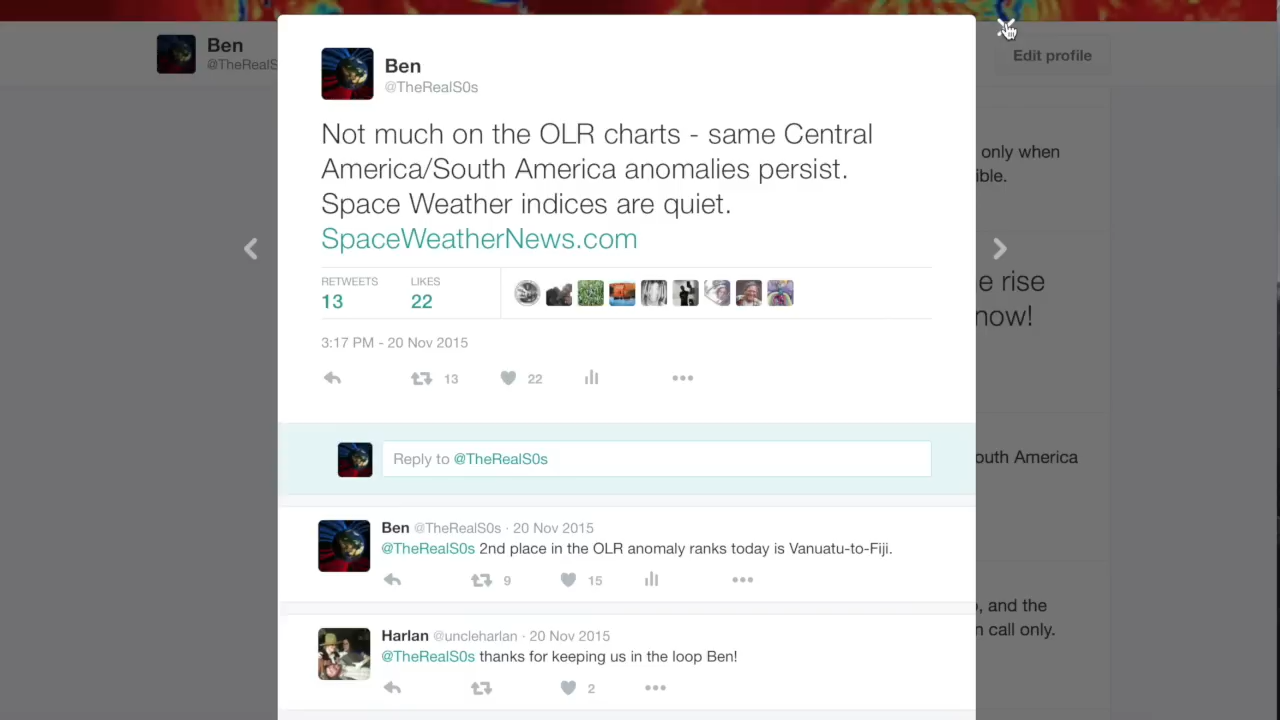 Ben
@TheRealS
Edit profile
Ben
@TheRealS0s
Not much on the OLR charts - same Central
America/South America anomalies persist.
Space Weather indices are quiet.
SpaceWeatherNews.com
RETWEETS LIKES
13 22
3:17 PM - 20 Nov 2015
13 22
Reply to @TheRealS0s
Ben @TheRealS0s · 20 Nov 2015
@TheRealS0s 2nd place in the OLR anomaly ranks today is Vanuatu-to-Fiji.
9 15
Harlan @uncleharlan · 20 Nov 2015
@TheRealS0s thanks for keeping us in the loop Ben!
2
only when
ible.
e rise
now!
outh America
, and the
call only.